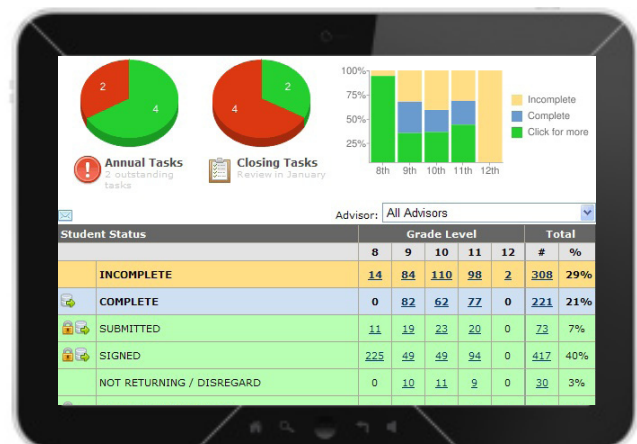 2
4
2
4
100%
75%
50%
25%
8th 9th 10th 11th 12th
Incomplete
Complete
Click for more
Annual Tasks
2 outstanding
tasks
Closing Tasks
Review in January
Advisor: All Advisors
Student Status Grade Level Total
8 9 10 11 12 # %
INCOMPLETE 14 84 110 98 2 308 29%
COMPLETE 0 82 62 77 0 221 21%
SUBMITTED 11 19 23 20 0 73 7%
SIGNED 225 49 49 94 0 417 40%
NOT RETURNING / DISREGARD 0 10 11 9 0 30 3%